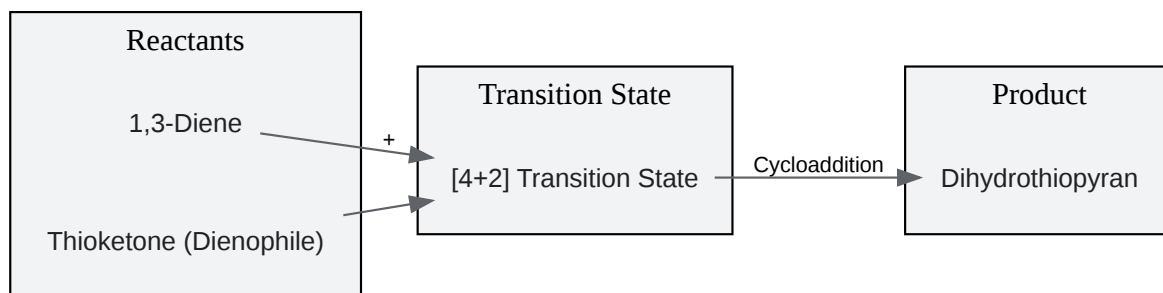 Reactants
1,3-Diene
Thioketone (Dienophile)
+
Transition State
[4+2] Transition State
Cycloaddition
Product
Dihydrothiopyran